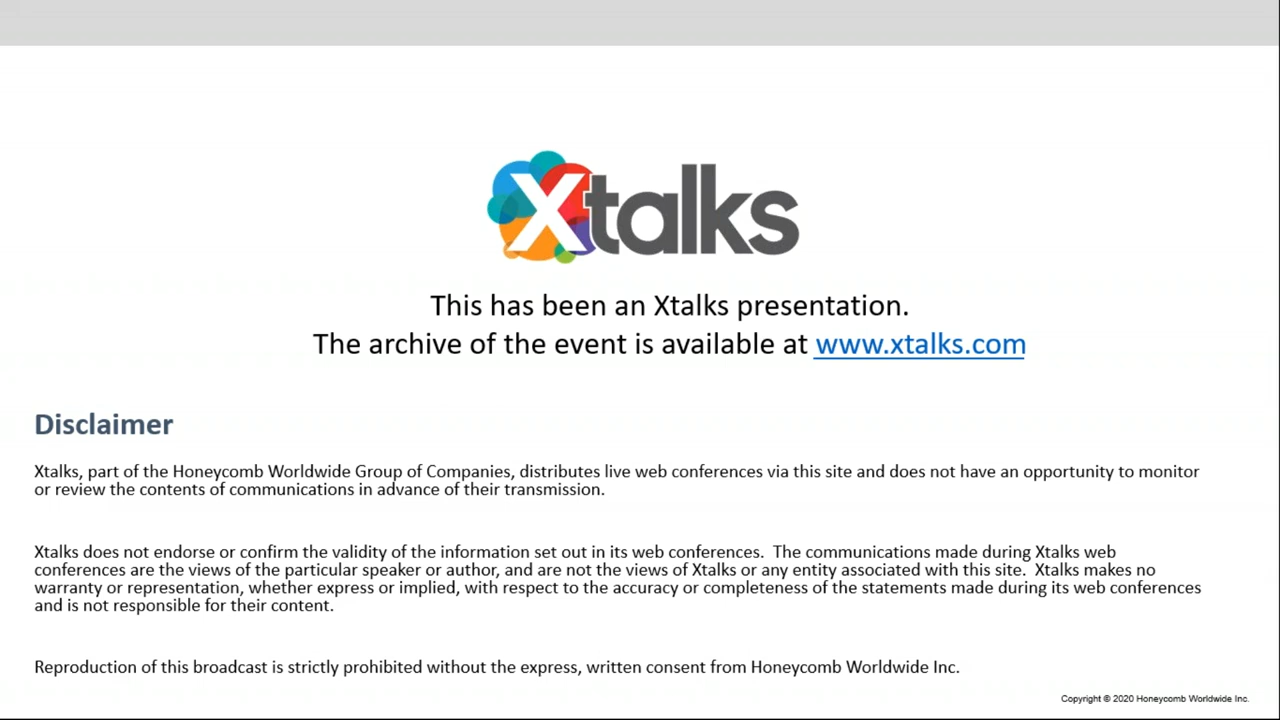 Xtalks
This has been an Xtalks presentation.
The archive of the event is available at www.xtalks.com
Disclaimer
Xtalks, part of the Honeycomb Worldwide Group of Companies, distributes live web conferences via this site and does not have an opportunity to monitor
or review the contents of communications in advance of their transmission.
Xtalks does not endorse or confirm the validity of the information set out in its web conferences.  The communications made during Xtalks web
conferences are the views of the particular speaker or author, and are not the views of Xtalks or any entity associated with this site.  Xtalks makes no
warranty or representation, whether express or implied, with respect to the accuracy or completeness of the statements made during its web conferences
and is not responsible for their content.
Reproduction of this broadcast is strictly prohibited without the express, written consent from Honeycomb Worldwide Inc.
Copyright © 2020 Honeycomb Worldwide Inc.